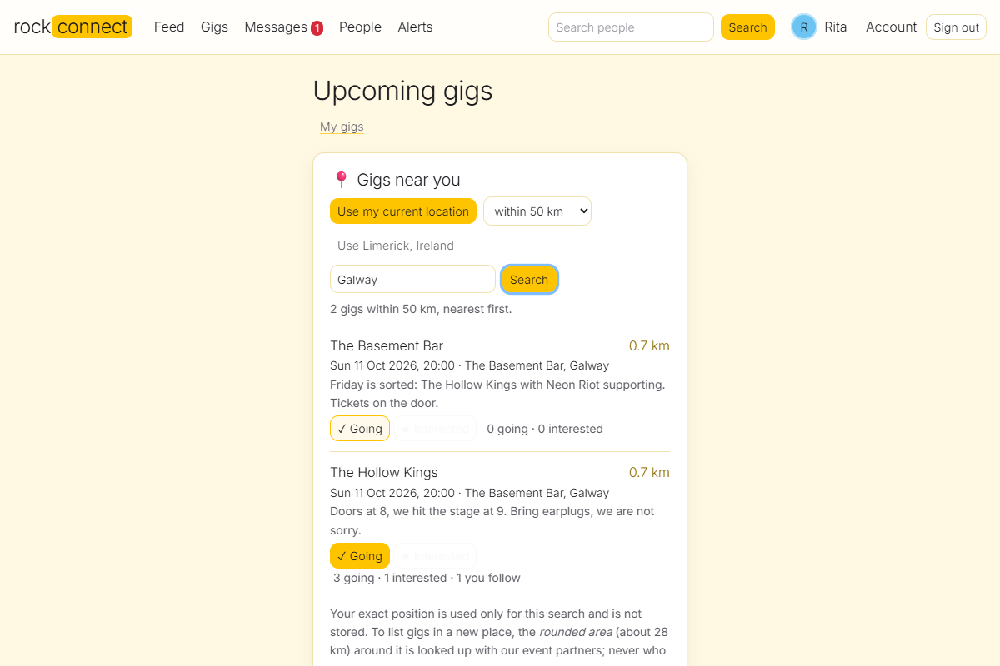 rock connect
Feed Gigs Messages 1 People Alerts
Search people Search
R Rita Account Sign out
Upcoming gigs
My gigs
📍 Gigs near you
Use my current location within 50 km
Use Limerick, Ireland
Galway Search
2 gigs within 50 km, nearest first.
The Basement Bar 0.7 km
Sun 11 Oct 2026, 20:00 · The Basement Bar, Galway
Friday is sorted: The Hollow Kings with Neon Riot supporting.
Tickets on the door.
✓ Going ★ Interested 0 going · 0 interested
The Hollow Kings 0.7 km
Sun 11 Oct 2026, 20:00 · The Basement Bar, Galway
Doors at 8, we hit the stage at 9. Bring earplugs, we are not
sorry.
✓ Going ★ Interested
3 going · 1 interested · 1 you follow
Your exact position is used only for this search and is not
stored. To list gigs in a new place, the rounded area (about 28
km) around it is looked up with our event partners; never who